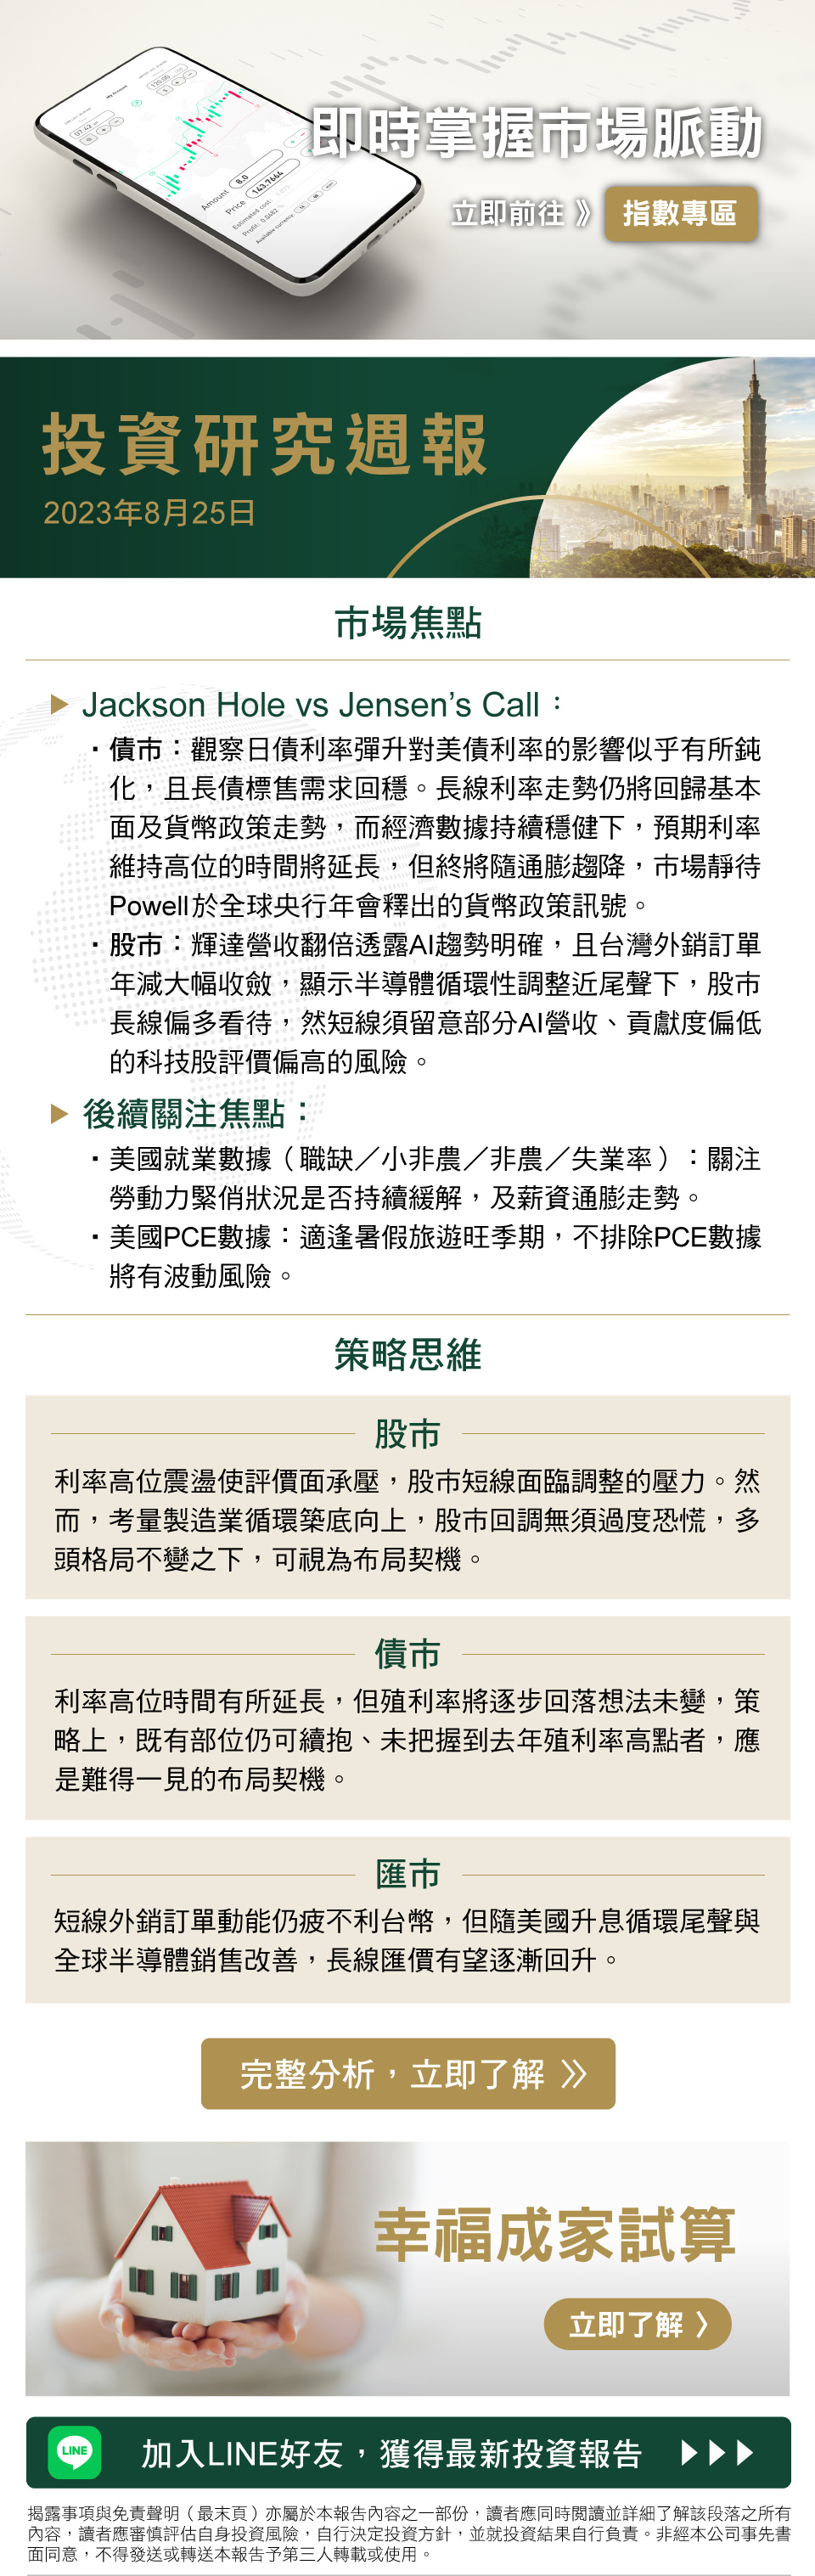 My Account
07.42
120.00
Amount 8.0
Price 143.7664
Estimated cost:
Profit: 0.0482 %
Available currency
即時掌握市場脈動
立即前往 》 指數專區
投資研究週報
2023年8月25日
市場焦點
▶ Jackson Hole vs Jensen’s Call：
・債市：觀察日債利率彈升對美債利率的影響似乎有所鈍
化，且長債標售需求回穩。長線利率走勢仍將回歸基本
面及貨幣政策走勢，而經濟數據持續穩健下，預期利率
維持高位的時間將延長，但終將隨通膨趨降，市場靜待
Powell於全球央行年會釋出的貨幣政策訊號。
・股市：輝達營收翻倍透露AI趨勢明確，且台灣外銷訂單
年減大幅收斂，顯示半導體循環性調整近尾聲下，股市
長線偏多看待，然短線須留意部分AI營收、貢獻度偏低
的科技股評價偏高的風險。
▶ 後續關注焦點：
・美國就業數據（職缺／小非農／非農／失業率）：關注
勞動力緊俏狀況是否持續緩解，及薪資通膨走勢。
・美國PCE數據：適逢暑假旅遊旺季期，不排除PCE數據
將有波動風險。
策略思維
股市
利率高位震盪使評價面承壓，股市短線面臨調整的壓力。然
而，考量製造業循環築底向上，股市回調無須過度恐慌，多
頭格局不變之下，可視為布局契機。
債市
利率高位時間有所延長，但殖利率將逐步回落想法未變，策
略上，既有部位仍可續抱、未把握到去年殖利率高點者，應
是難得一見的布局契機。
匯市
短線外銷訂單動能仍疲不利台幣，但隨美國升息循環尾聲與
全球半導體銷售改善，長線匯價有望逐漸回升。
完整分析，立即了解 》
幸福成家試算
立即了解 〉
LINE
加入LINE好友，獲得最新投資報告 ▶▶▶
揭露事項與免責聲明（最末頁）亦屬於本報告內容之一部份，讀者應同時閱讀並詳細了解該段落之所有
內容，讀者應審慎評估自身投資風險，自行決定投資方針，並就投資結果自行負責。非經本公司事先書
面同意，不得發送或轉送本報告予第三人轉載或使用。